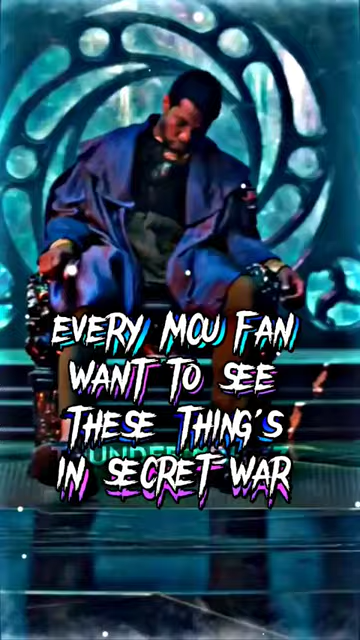 EVERY MCU FAN
WANT TO SEE
THESE THING'S
IN SECRET WAR